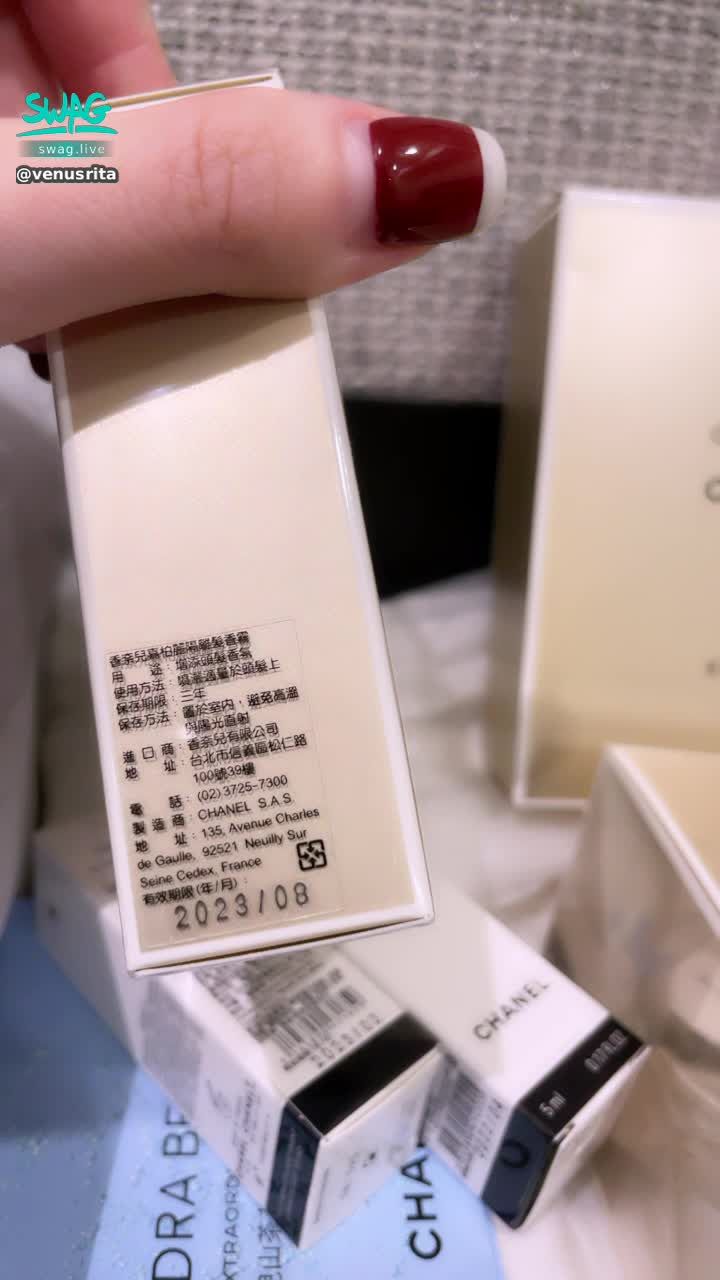 SWAG
swag.live
@venusrita
香奈兒嘉柏麗隔離髮香霧
用 途：增添頭髮香氛
使用方法：噴灑適量於頭髮上
保存期限：三年
保存方法：置於室內，避免高溫
與陽光直射
進 口 商：香奈兒有限公司
地 址：台北市信義區松仁路
100號39樓
電 話：(02)3725-7300
製 造 商：CHANEL S.A.S
地 址：135, Avenue Charles
de Gaulle, 92521 Neuilly Sur
Seine Cedex, France
有效期限(年/月)：
2023/08
CHANEL
5 ml
DRA BE
XTRAORD
CHA